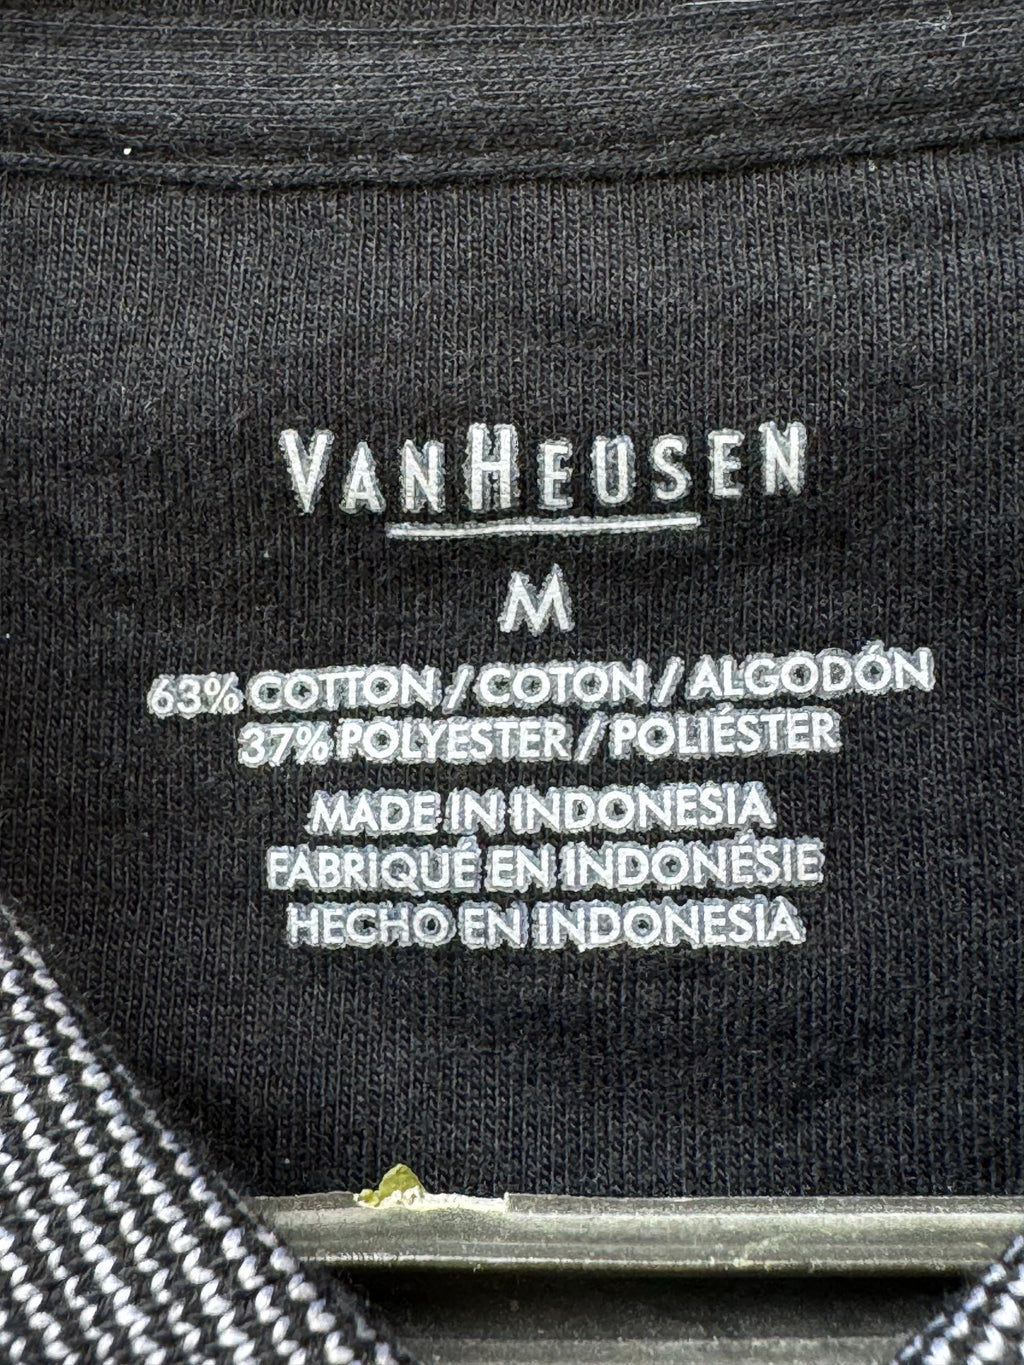 VANHEUSEN
M
63% COTTON / COTON / ALGODÓN
37% POLYESTER / POLIÉSTER
MADE IN INDONESIA
FABRIQUÉ EN INDONÉSIE
HECHO EN INDONESIA